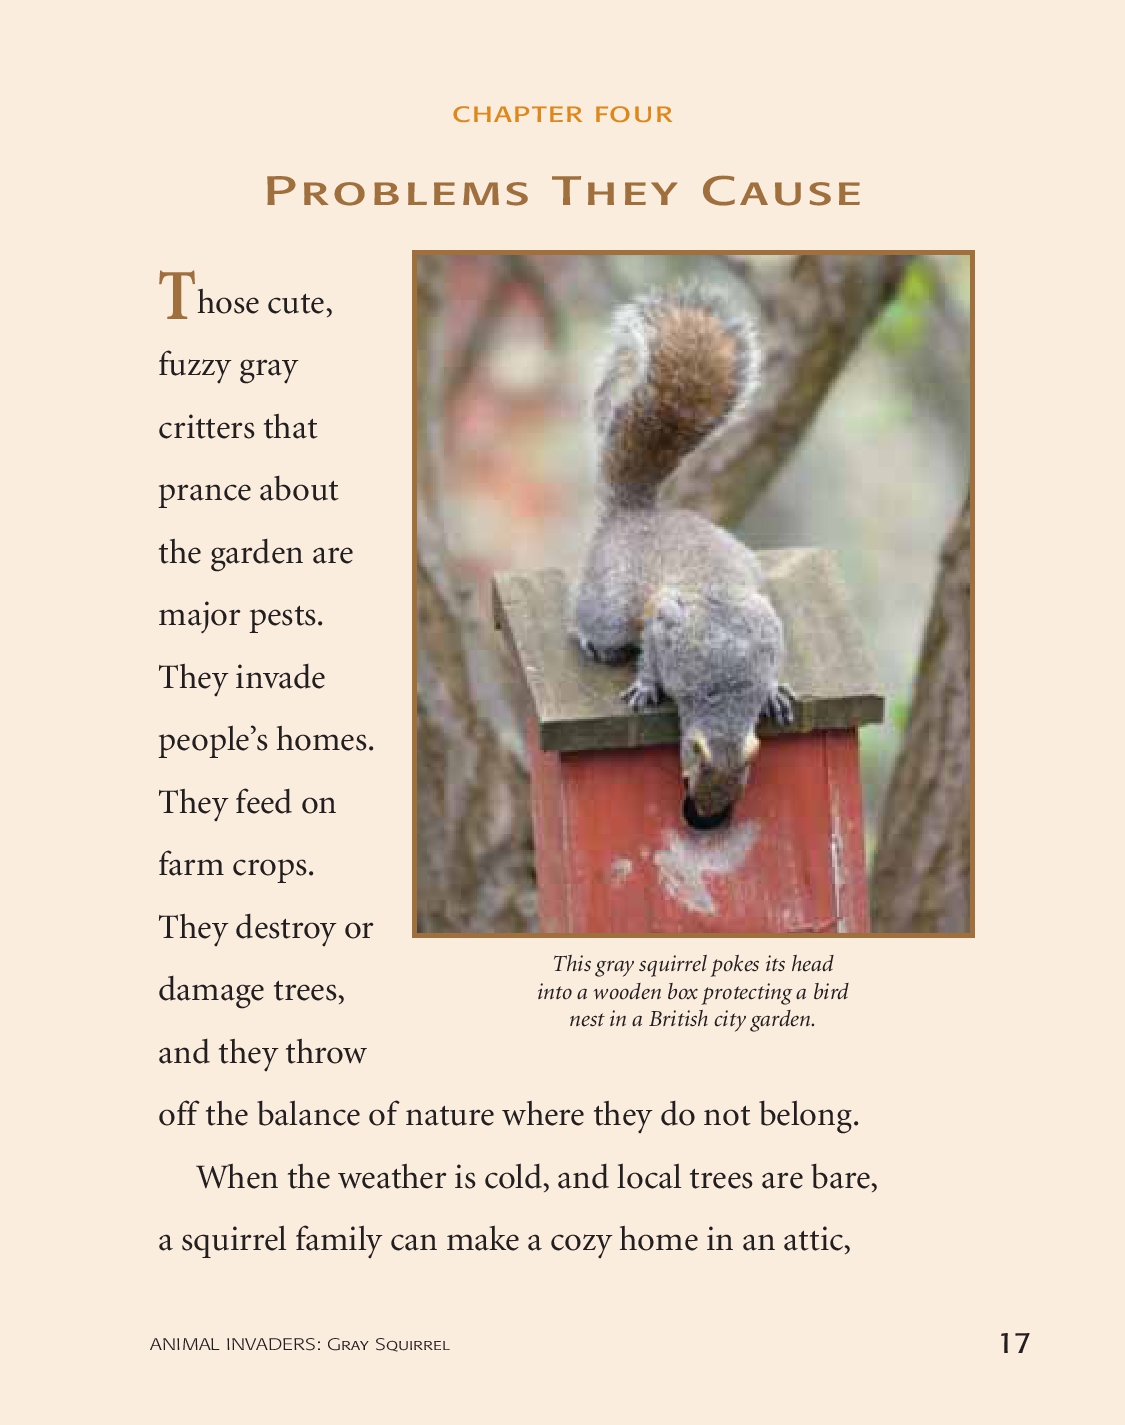 CHAPTER FOUR
PROBLEMS THEY CAUSE
Those cute,
fuzzy gray
critters that
prance about
the garden are
major pests.
They invade
people’s homes.
They feed on
farm crops.
They destroy or
damage trees,
and they throw
off the balance of nature where they do not belong.
When the weather is cold, and local trees are bare,
a squirrel family can make a cozy home in an attic,
This gray squirrel pokes its head
into a wooden box protecting a bird
nest in a British city garden.
ANIMAL INVADERS: GRAY SQUIRREL
17